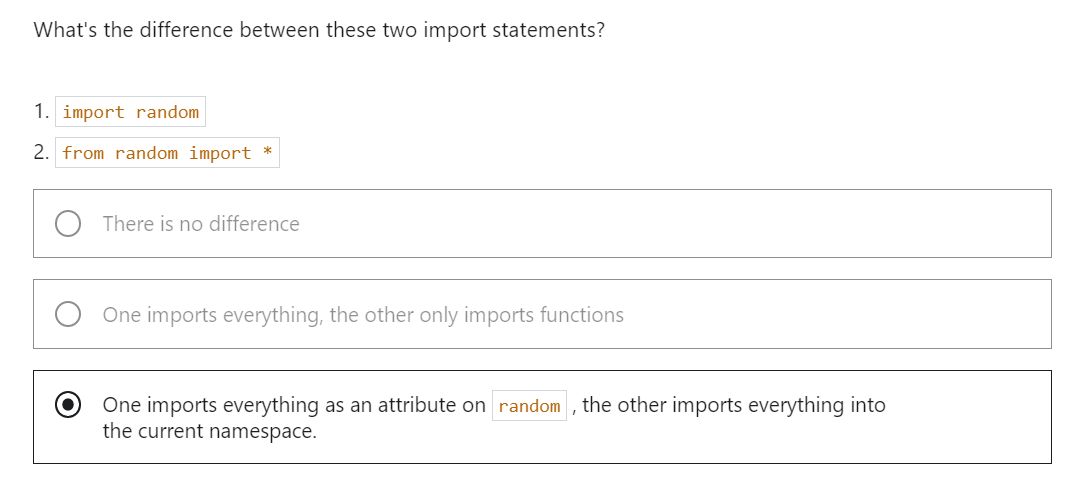 What's the difference between these two import statements?
1. import random
2. from random import *
There is no difference
One imports everything, the other only imports functions
One imports everything as an attribute on random , the other imports everything into
the current namespace.